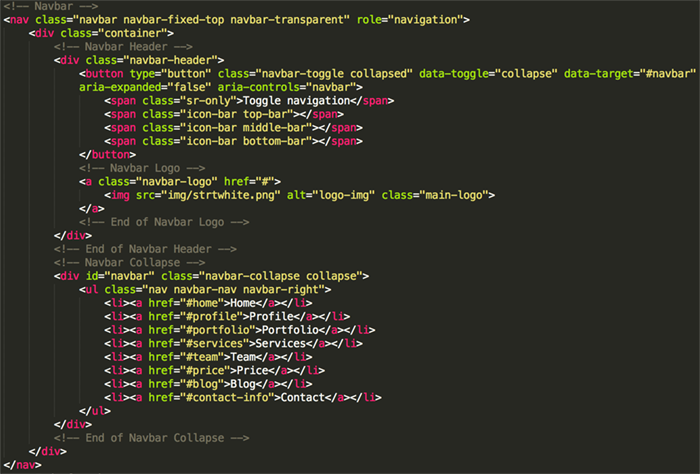 <!-- Navbar -->
<nav class="navbar navbar-fixed-top navbar-transparent" role="navigation">
    <div class="container">
        <!-- Navbar Header -->
        <div class="navbar-header">
            <button type="button" class="navbar-toggle collapsed" data-toggle="collapse" data-target="#navbar"
            aria-expanded="false" aria-controls="navbar">
                <span class="sr-only">Toggle navigation</span>
                <span class="icon-bar top-bar"></span>
                <span class="icon-bar middle-bar"></span>
                <span class="icon-bar bottom-bar"></span>
            </button>
            <!-- Navbar Logo -->
            <a class="navbar-logo" href="#">
                <img src="img/strtwhite.png" alt="logo-img" class="main-logo">
            </a>
            <!-- End of Navbar Logo -->
        </div>
        <!-- End of Navbar Header -->
        <!-- Navbar Collapse -->
        <div id="navbar" class="navbar-collapse collapse">
            <ul class="nav navbar-nav navbar-right">
                <li><a href="#home">Home</a></li>
                <li><a href="#profile">Profile</a></li>
                <li><a href="#portfolio">Portfolio</a></li>
                <li><a href="#services">Services</a></li>
                <li><a href="#team">Team</a></li>
                <li><a href="#price">Price</a></li>
                <li><a href="#blog">Blog</a></li>
                <li><a href="#contact-info">Contact</a></li>
            </ul>
        </div>
        <!-- End of Navbar Collapse -->
    </div>
</nav>